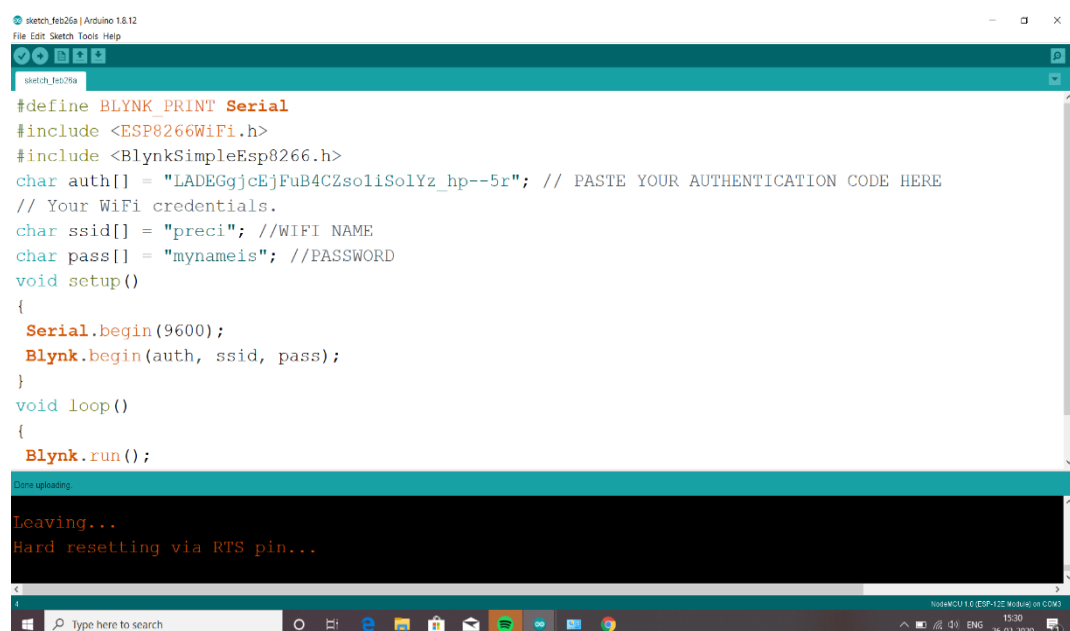 sketch_feb26a | Arduino 1.8.12
File Edit Sketch Tools Help
sketch_feb26a
#define BLYNK_PRINT Serial
#include <ESP8266WiFi.h>
#include <BlynkSimpleEsp8266.h>
char auth[] = "LADEGgjcEjFuB4CZso1iSolYz_hp--5r"; // PASTE YOUR AUTHENTICATION CODE HERE
// Your WiFi credentials.
char ssid[] = "preci"; //WIFI NAME
char pass[] = "mynameis"; //PASSWORD
void setup()
{
 Serial.begin(9600);
 Blynk.begin(auth, ssid, pass);
}
void loop()
{
 Blynk.run();
Done uploading.
Leaving...
Hard resetting via RTS pin...
4
NodeMCU 1.0 (ESP-12E Module) on COM3
Type here to search
ENG
15:30
26-02-2020